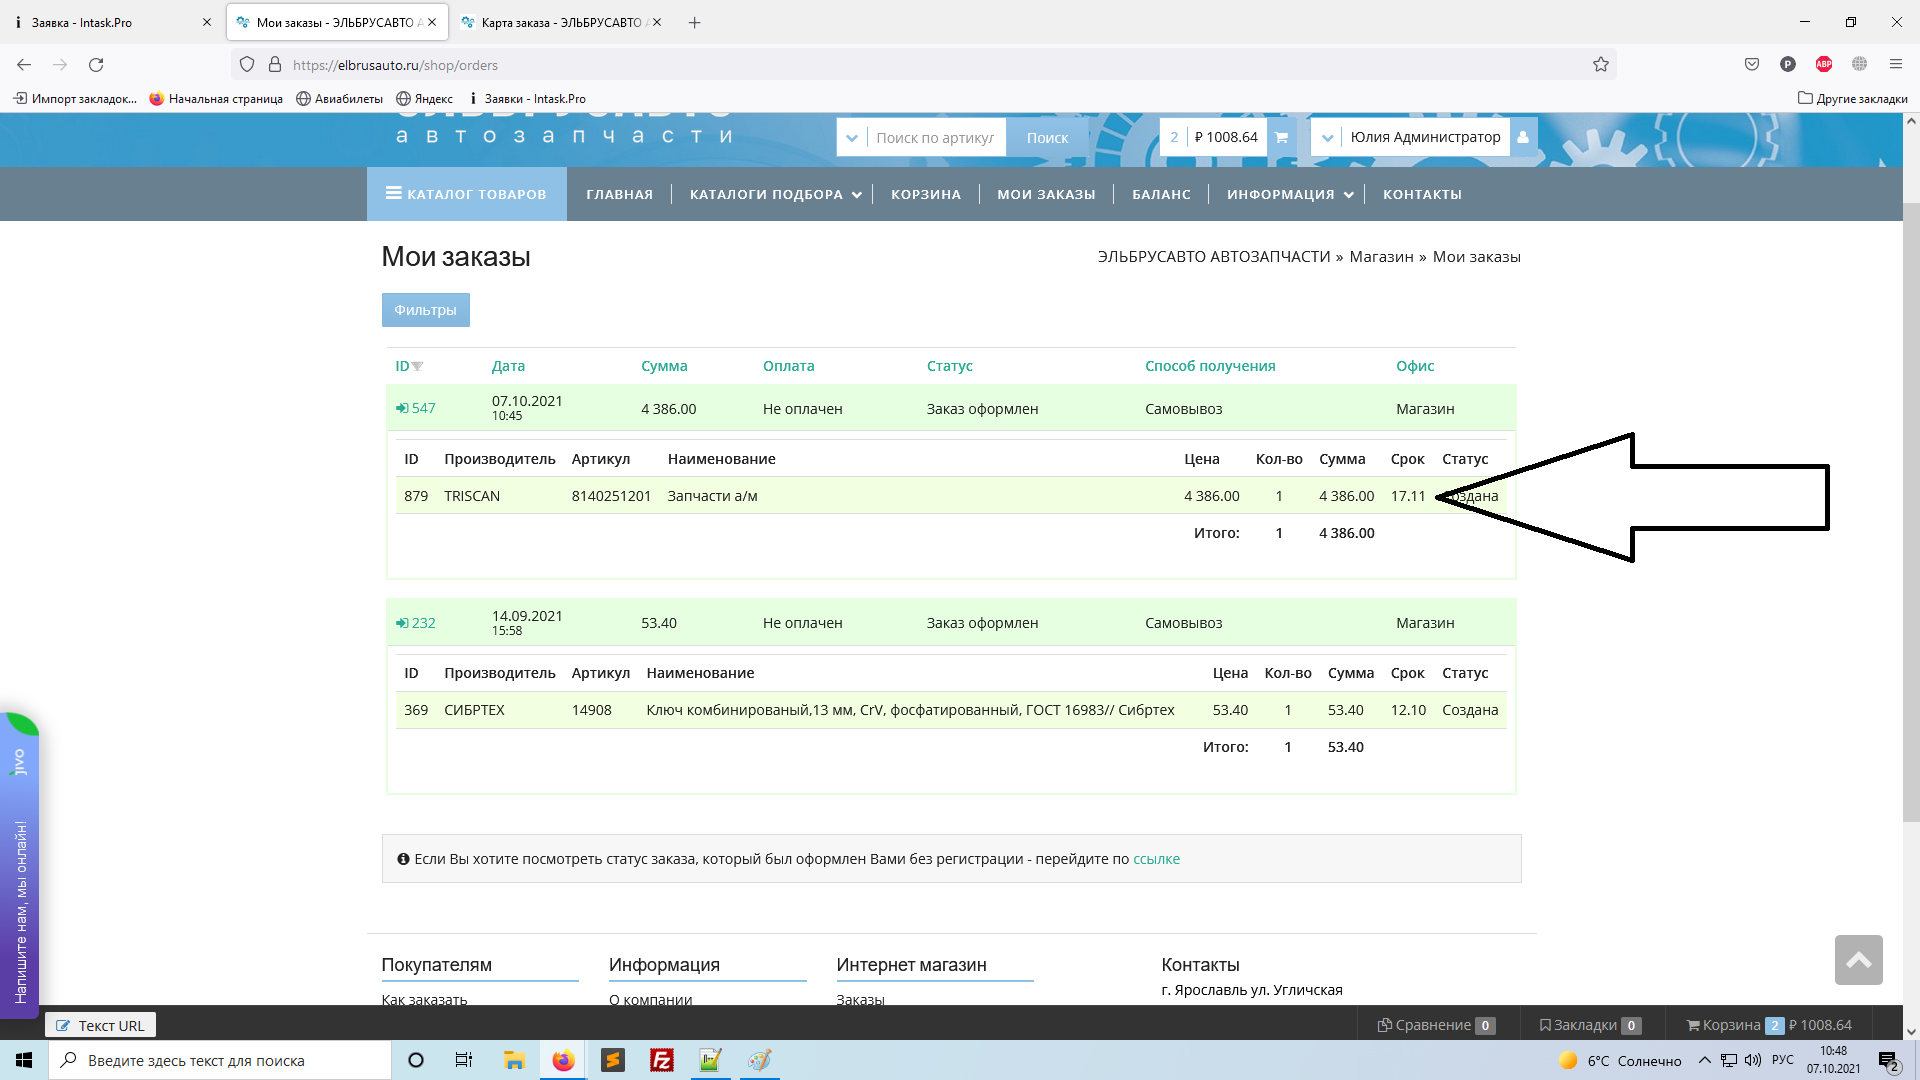 Заявка - Intask.Pro
Мои заказы - ЭЛЬБРУСАВТО
Карта заказа - ЭЛЬБРУСАВТО
https://elbrusauto.ru/shop/orders
P
ABP
Импорт закладок...
Начальная страница
Авиабилеты
Яндекс
Заявки - Intask.Pro
Другие закладки
автозапчасти
Поиск по артикул
Поиск
2
₽ 1008.64
Юлия Администратор
КАТАЛОГ ТОВАРОВ
ГЛАВНАЯ
КАТАЛОГИ ПОДБОРА
КОРЗИНА
МОИ ЗАКАЗЫ
БАЛАНС
ИНФОРМАЦИЯ
КОНТАКТЫ
Мои заказы
ЭЛЬБРУСАВТО АВТОЗАПЧАСТИ » Магазин » Мои заказы
Фильтры
ID Дата Сумма Оплата Статус Способ получения Офис
547 07.10.2021 10:45 4 386.00 Не оплачен Заказ оформлен Самовывоз Магазин
ID Производитель Артикул Наименование Цена Кол-во Сумма Срок Статус
879 TRISCAN 8140251201 Запчасти а/м 4 386.00 1 4 386.00 17.11
Итого: 1 4 386.00
232 14.09.2021 15:58 53.40 Не оплачен Заказ оформлен Самовывоз Магазин
ID Производитель Артикул Наименование Цена Кол-во Сумма Срок Статус
369 СИБРТЕХ 14908 Ключ комбинированый,13 мм, CrV, фосфатированный, ГОСТ 16983// Сибртех 53.40 1 53.40 12.10 Создана
Итого: 1 53.40
Если Вы хотите посмотреть статус заказа, который был оформлен Вами без регистрации - перейдите по ссылке
jivo
Напишите нам, мы онлайн!
Покупателям
Информация
Интернет магазин
Контакты
Как заказать
О компании
Заказы
г. Ярославль ул. Угличская
Текст URL
Сравнение 0
Закладки 0
Корзина 2 ₽ 1008.64
Введите здесь текст для поиска
6°C Солнечно
РУС
10:48
07.10.2021
2